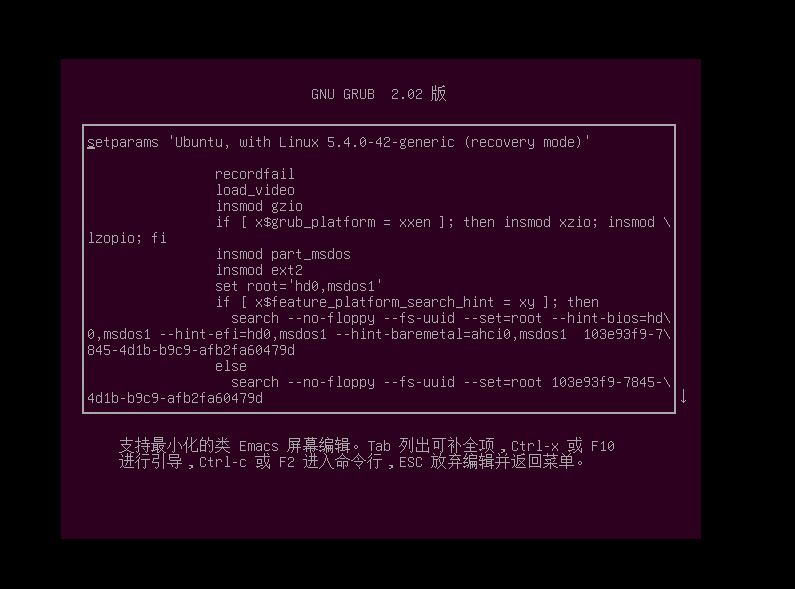 GNU GRUB  2.02 版
setparams 'Ubuntu, with Linux 5.4.0-42-generic (recovery mode)'
recordfail
load_video
insmod gzio
if [ x$grub_platform = xxen ]; then insmod xzio; insmod \
lzopio; fi
insmod part_msdos
insmod ext2
set root='hd0,msdos1'
if [ x$feature_platform_search_hint = xy ]; then
search --no-floppy --fs-uuid --set=root --hint-bios=hd\
0,msdos1 --hint-efi=hd0,msdos1 --hint-baremetal=ahci0,msdos1  103e93f9-7\
845-4d1b-b9c9-afb2fa60479d
else
search --no-floppy --fs-uuid --set=root 103e93f9-7845-\
4d1b-b9c9-afb2fa60479d
↓
支持最小化的类 Emacs 屏幕编辑。Tab 列出可补全项,Ctrl-x 或 F10
进行引导,Ctrl-c 或 F2 进入命令行,ESC 放弃编辑并返回菜单。